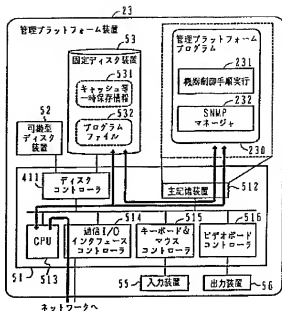 23
管理プラットフォーム装置
53
固定ディスク装置
531
キャッシュ等
一時保存情報
532
プログラム
ファイル
52
可搬型
ディスク
装置
管理プラットフォーム
プログラム
231
機器制御手順実行
232
SNMP
マネージャ
230
411
ディスク
コントローラ
主記憶装置
512
514
515
516
CPU
通信I/O
インタフェース
コントローラ
キーボード&
マウスコント
ローラ
ビデオボード
コントローラ
51
513
55
入力装置
出力装置
56
ネットワークへ